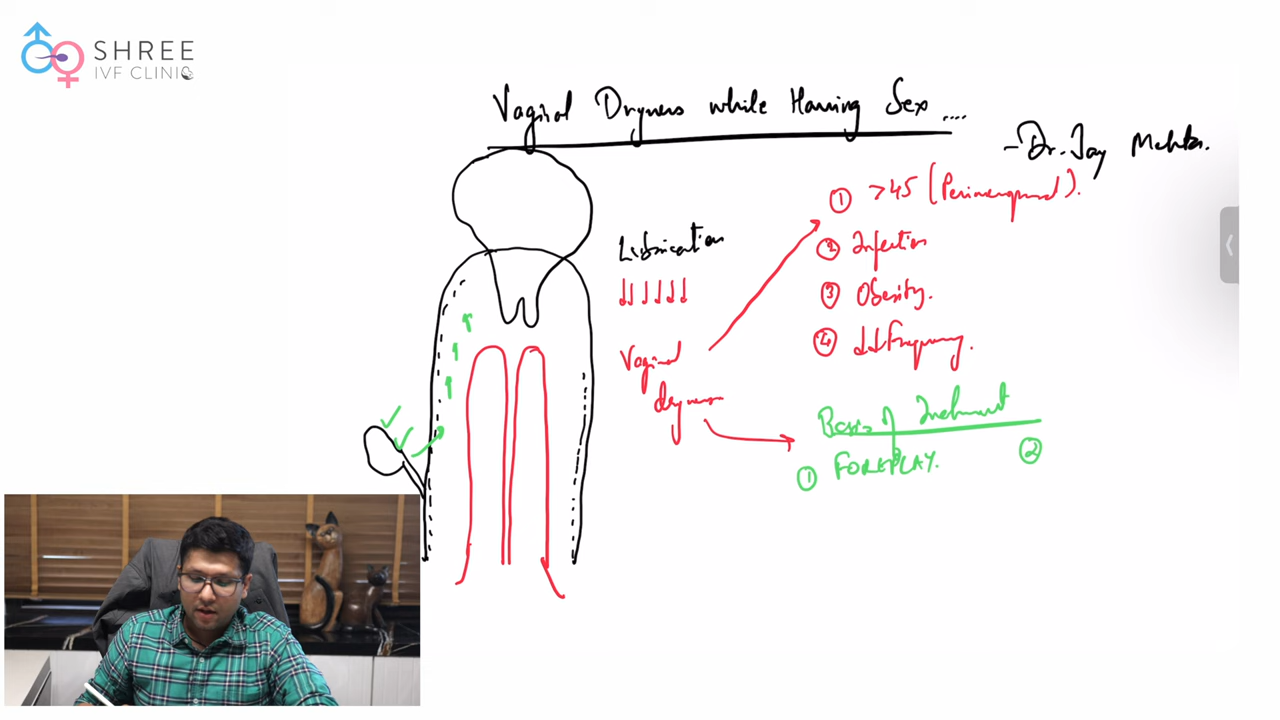 SHREE
IVF CLINIC
Vaginal Dryness while Having Sex ....
- Dr. Jay Mehta.
Lubrication
↓↓↓↓↓↓
Vaginal
dryness
① >45 (Perimenopausal).
② Infection
③ Obesity.
④ ↓↓ Frequency.
Basis of Treatment
① FOREPLAY. ②